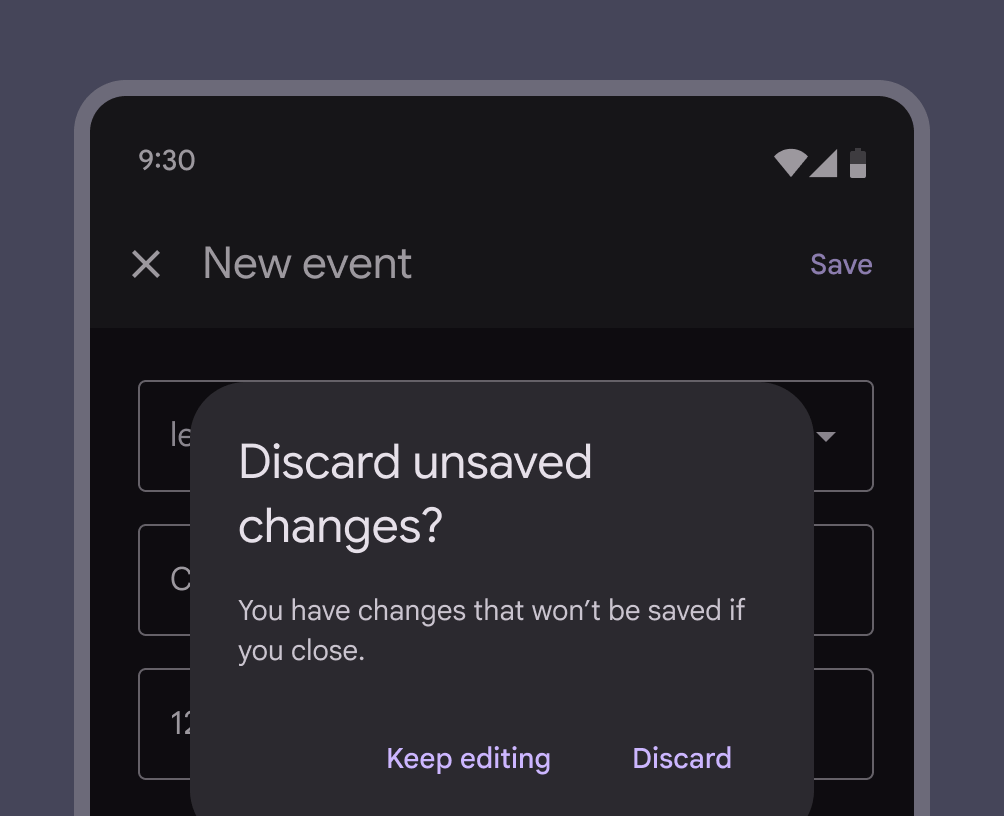 9:30
New event
Save
Discard unsaved
changes?
You have changes that won’t be saved if
you close.
Keep editing
Discard